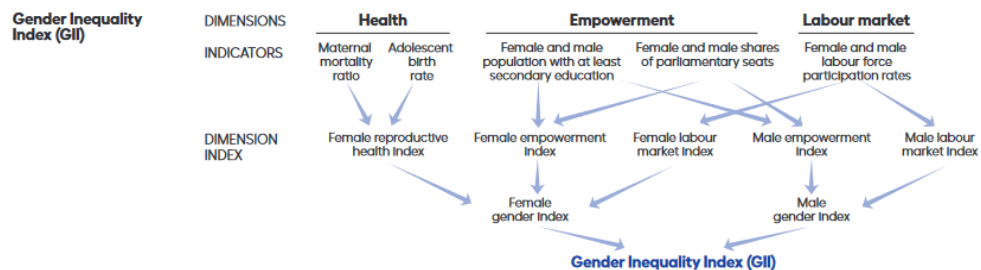 Gender Inequality
Index (GII)
DIMENSIONS
Health
Empowerment
Labour market
INDICATORS
Maternal
mortality
ratio
Adolescent
birth
rate
Female and male
population with at least
secondary education
Female and male shares
of parliamentary seats
Female and male
labour force
participation rates
DIMENSION
INDEX
Female reproductive
health index
Female empowerment
index
Female labour
market index
Male empowerment
index
Male labour
market index
Female
gender index
Male
gender index
Gender Inequality Index (GII)